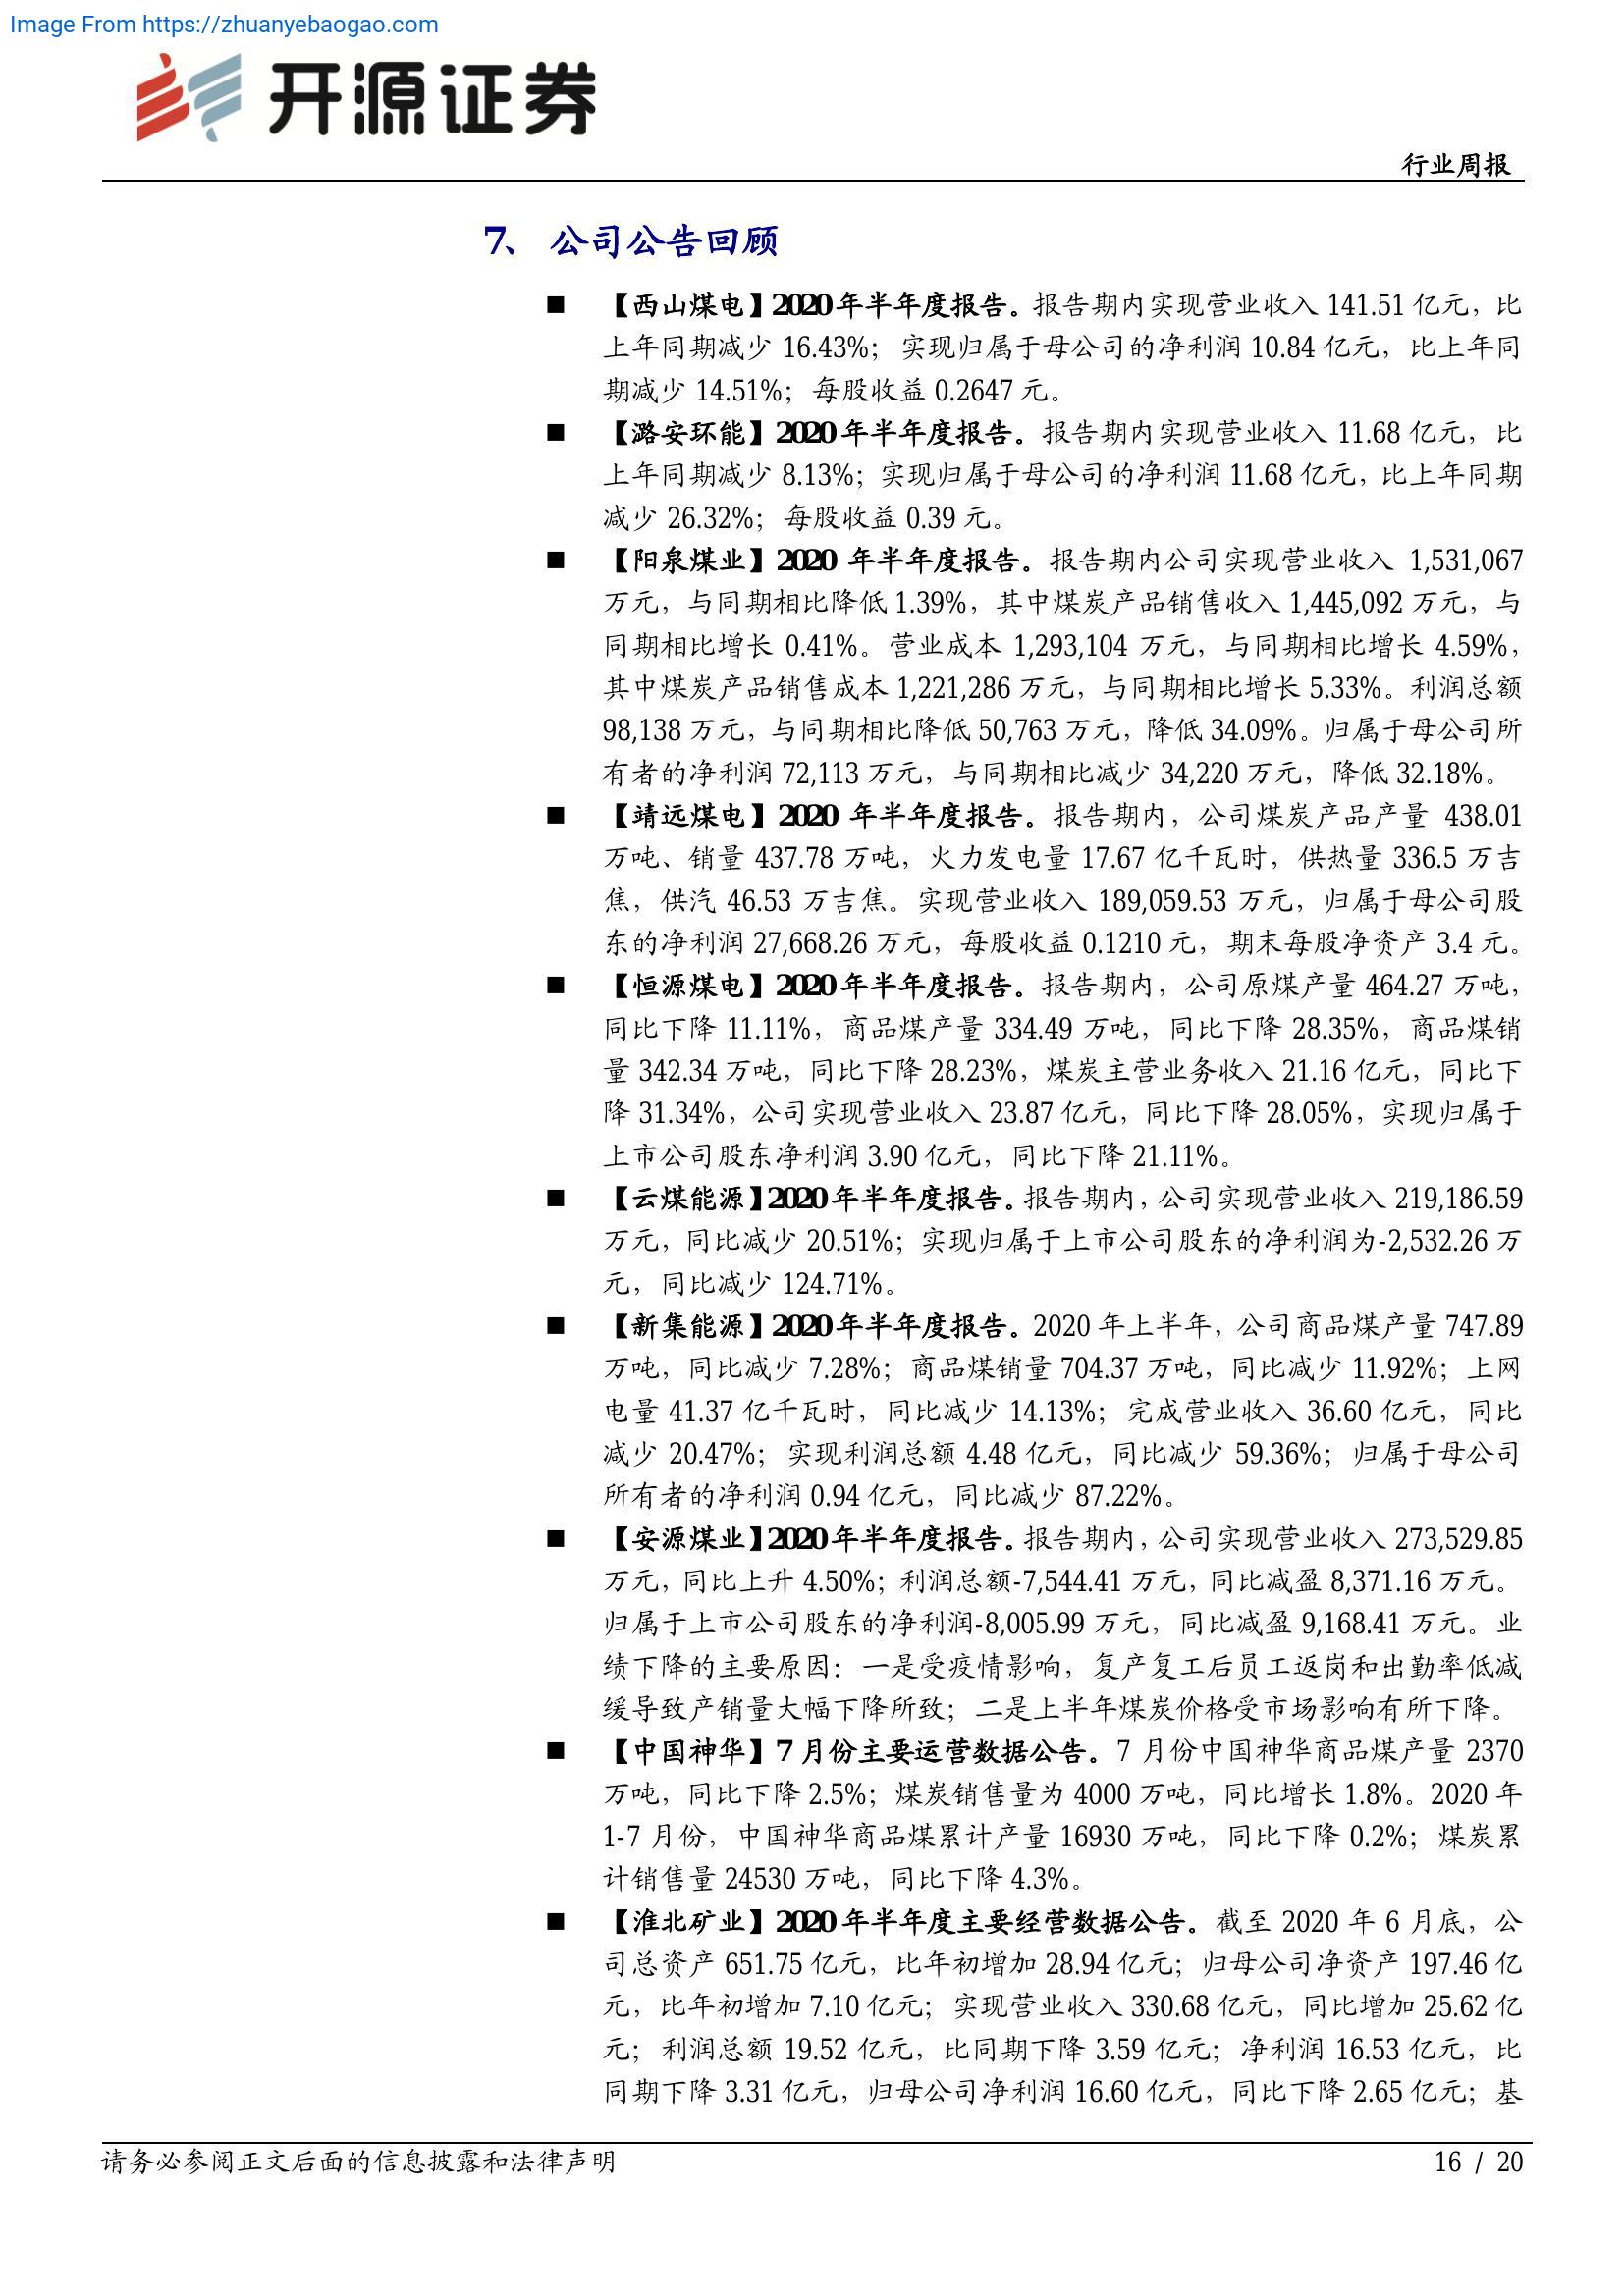 Image From https://zhuanyebaogao.com
开源证券
行业周报
7、 公司公告回顾
■ 【西山煤电】2020年半年度报告。报告期内实现营业收入 141.51 亿元，比
上年同期减少 16.43%；实现归属于母公司的净利润 10.84 亿元，比上年同
期减少 14.51%；每股收益 0.2647 元。
■ 【潞安环能】2020年半年度报告。报告期内实现营业收入 11.68 亿元，比
上年同期减少 8.13%；实现归属于母公司的净利润 11.68 亿元，比上年同期
减少 26.32%；每股收益 0.39 元。
■ 【阳泉煤业】2020 年半年度报告。报告期内公司实现营业收入 1,531,067
万元，与同期相比降低 1.39%，其中煤炭产品销售收入 1,445,092 万元，与
同期相比增长 0.41%。营业成本 1,293,104 万元，与同期相比增长 4.59%，
其中煤炭产品销售成本 1,221,286 万元，与同期相比增长 5.33%。利润总额
98,138 万元，与同期相比降低 50,763 万元，降低 34.09%。归属于母公司所
有者的净利润 72,113 万元，与同期相比减少 34,220 万元，降低 32.18%。
■ 【靖远煤电】2020 年半年度报告。报告期内，公司煤炭产品产量 438.01
万吨、销量 437.78 万吨，火力发电量 17.67 亿千瓦时，供热量 336.5 万吉
焦，供汽 46.53 万吉焦。实现营业收入 189,059.53 万元，归属于母公司股
东的净利润 27,668.26 万元，每股收益 0.1210 元，期末每股净资产 3.4 元。
■ 【恒源煤电】2020年半年度报告。报告期内，公司原煤产量 464.27 万吨，
同比下降 11.11%，商品煤产量 334.49 万吨，同比下降 28.35%，商品煤销
量 342.34 万吨，同比下降 28.23%，煤炭主营业务收入 21.16 亿元，同比下
降 31.34%，公司实现营业收入 23.87 亿元，同比下降 28.05%，实现归属于
上市公司股东净利润 3.90 亿元，同比下降 21.11%。
■ 【云煤能源】2020年半年度报告。报告期内，公司实现营业收入 219,186.59
万元，同比减少 20.51%；实现归属于上市公司股东的净利润为-2,532.26 万
元，同比减少 124.71%。
■ 【新集能源】2020年半年度报告。2020 年上半年，公司商品煤产量 747.89
万吨，同比减少 7.28%；商品煤销量 704.37 万吨，同比减少 11.92%；上网
电量 41.37 亿千瓦时，同比减少 14.13%；完成营业收入 36.60 亿元，同比
减少 20.47%；实现利润总额 4.48 亿元，同比减少 59.36%；归属于母公司
所有者的净利润 0.94 亿元，同比减少 87.22%。
■ 【安源煤业】2020年半年度报告。报告期内，公司实现营业收入 273,529.85
万元，同比上升 4.50%；利润总额-7,544.41 万元，同比减盈 8,371.16 万元。
归属于上市公司股东的净利润-8,005.99 万元，同比减盈 9,168.41 万元。业
绩下降的主要原因：一是受疫情影响，复产复工后员工返岗和出勤率低减
缓导致产销量大幅下降所致；二是上半年煤炭价格受市场影响有所下降。
■ 【中国神华】7 月份主要运营数据公告。7 月份中国神华商品煤产量 2370
万吨，同比下降 2.5%；煤炭销售量为 4000 万吨，同比增长 1.8%。2020 年
1-7 月份，中国神华商品煤累计产量 16930 万吨，同比下降 0.2%；煤炭累
计销售量 24530 万吨，同比下降 4.3%。
■ 【淮北矿业】2020年半年度主要经营数据公告。截至 2020 年 6 月底，公
司总资产 651.75 亿元，比年初增加 28.94 亿元；归母公司净资产 197.46 亿
元，比年初增加 7.10 亿元；实现营业收入 330.68 亿元，同比增加 25.62 亿
元；利润总额 19.52 亿元，比同期下降 3.59 亿元；净利润 16.53 亿元，比
同期下降 3.31 亿元，归母公司净利润 16.60 亿元，同比下降 2.65 亿元；基
请务必参阅正文后面的信息披露和法律声明
16 / 20